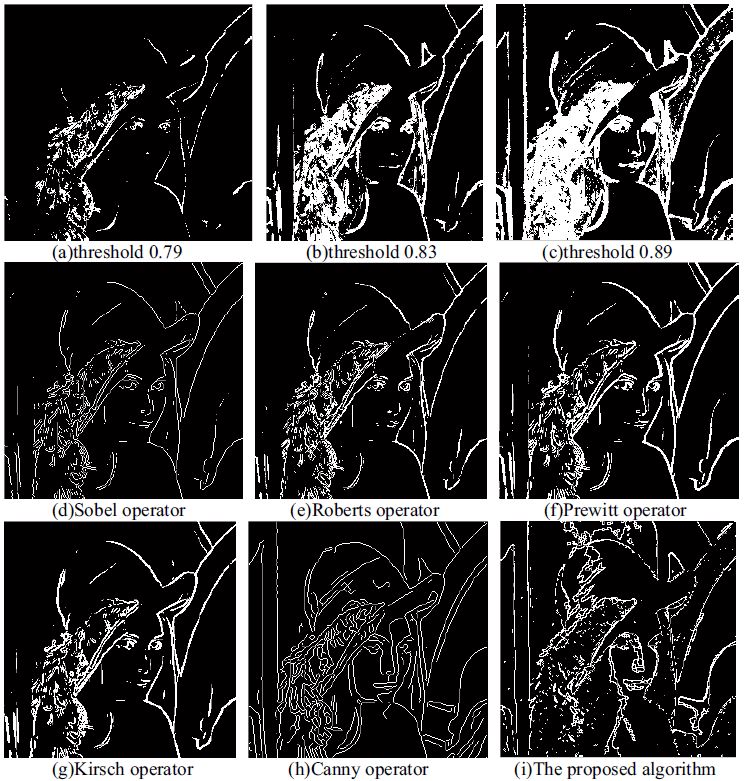 (a)threshold 0.79
(b)threshold 0.83
(c)threshold 0.89
(d)Sobel operator
(e)Roberts operator
(f)Prewitt operator
(g)Kirsch operator
(h)Canny operator
(i)The proposed algorithm